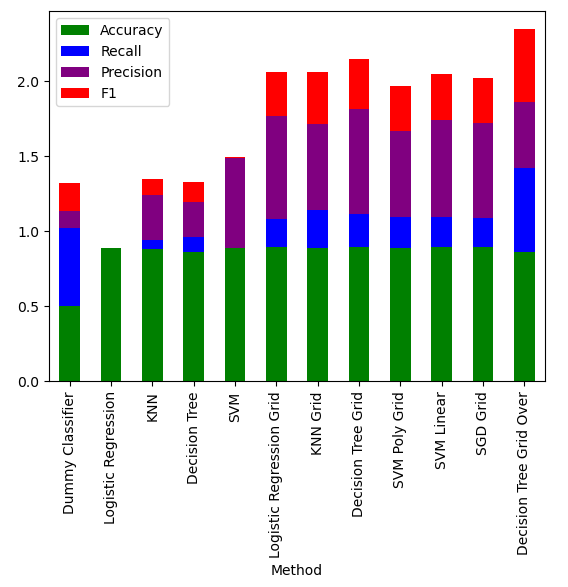 Accuracy
Recall
Precision
F1
2.0
1.5
1.0
0.5
0.0
Dummy Classifier
Logistic Regression
KNN
Decision Tree
SVM
Logistic Regression Grid
KNN Grid
Decision Tree Grid
SVM Poly Grid
SVM Linear
SGD Grid
Decision Tree Grid Over
Method